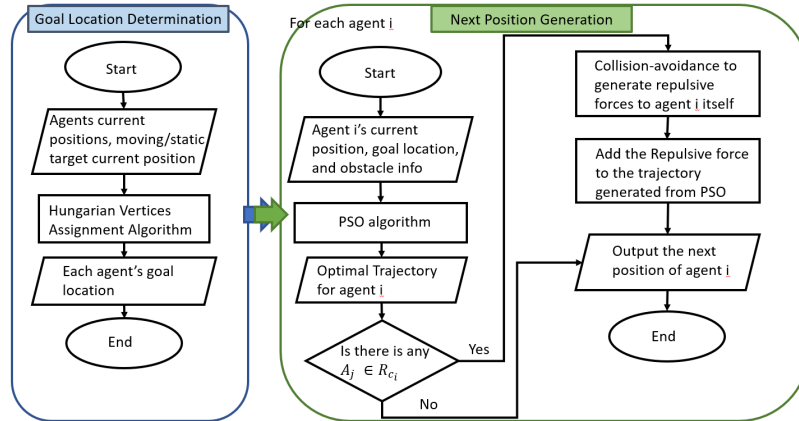 Goal Location Determination
Start
Agents current
positions, moving/static
target current position
Hungarian Vertices
Assignment Algorithm
Each agent's goal
location
End
For each agent i
Next Position Generation
Start
Agent i's current
position, goal location,
and obstacle info
PSO algorithm
Optimal Trajectory
for agent i
Is there is any
A_j ∈ R_{c_i}
Yes
No
Collision-avoidance to
generate repulsive
forces to agent i itself
Add the Repulsive force
to the trajectory
generated from PSO
Output the next
position of agent i
End